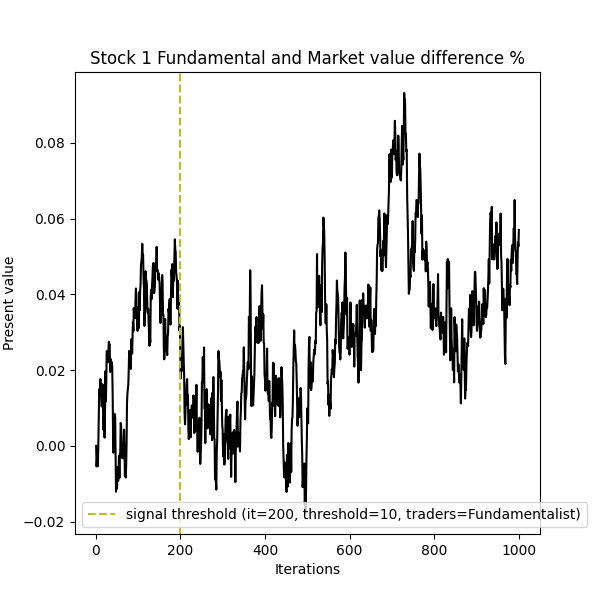 Stock 1 Fundamental and Market value difference %
0.08
0.06
0.04
0.02
0.00
−0.02
Present value
signal threshold (it=200, threshold=10, traders=Fundamentalist)
0 200 400 600 800 1000
Iterations